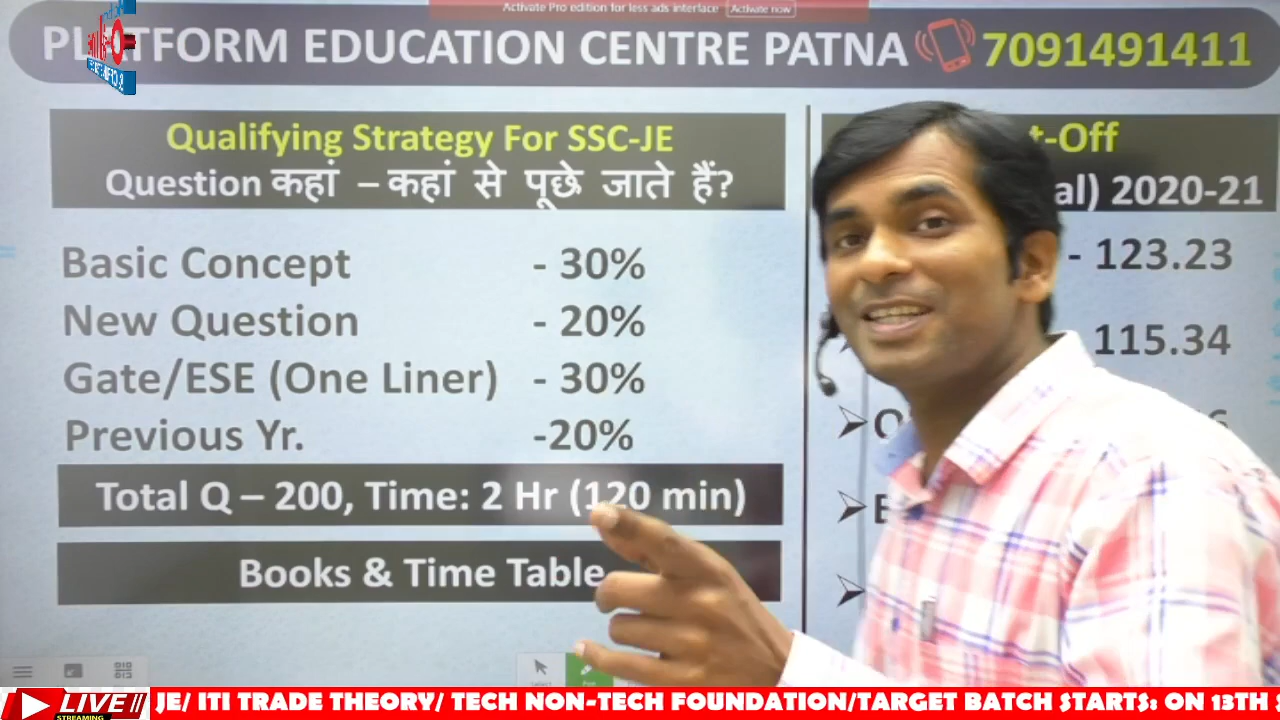 Activate Pro edition for less ads interface Activate now
PLATFORM EDUCATION CENTRE PATNA 7091491411
Qualifying Strategy For SSC-JE
Question कहां – कहां से पूछे जाते हैं?
Basic Concept - 30%
New Question - 20%
Gate/ESE (One Liner) - 30%
Previous Yr. -20%
Total Q – 200, Time: 2 Hr (120 min)
Books & Time Table
t-Off
al) 2020-21
- 123.23
115.34
LIVE
STREAMING
JE/ ITI TRADE THEORY/ TECH NON-TECH FOUNDATION/TARGET BATCH STARTS: ON 13TH